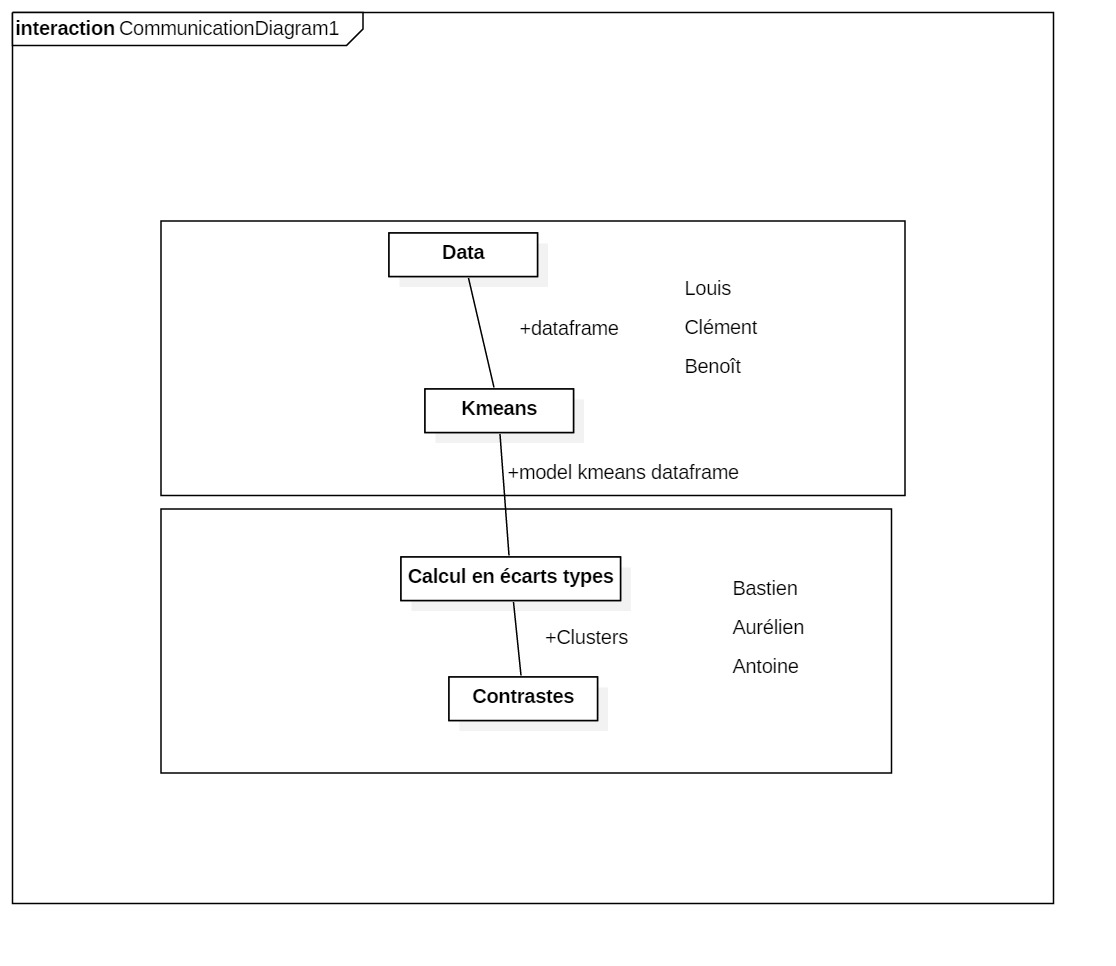 interaction CommunicationDiagram1
Data
Louis
+dataframe
Clément
Benoît
Kmeans
+model kmeans dataframe
Calcul en écarts types
Bastien
+Clusters
Aurélien
Antoine
Contrastes